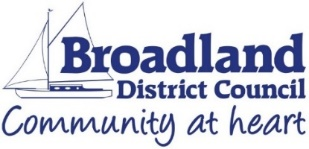 Broadland
District Council
Community at heart